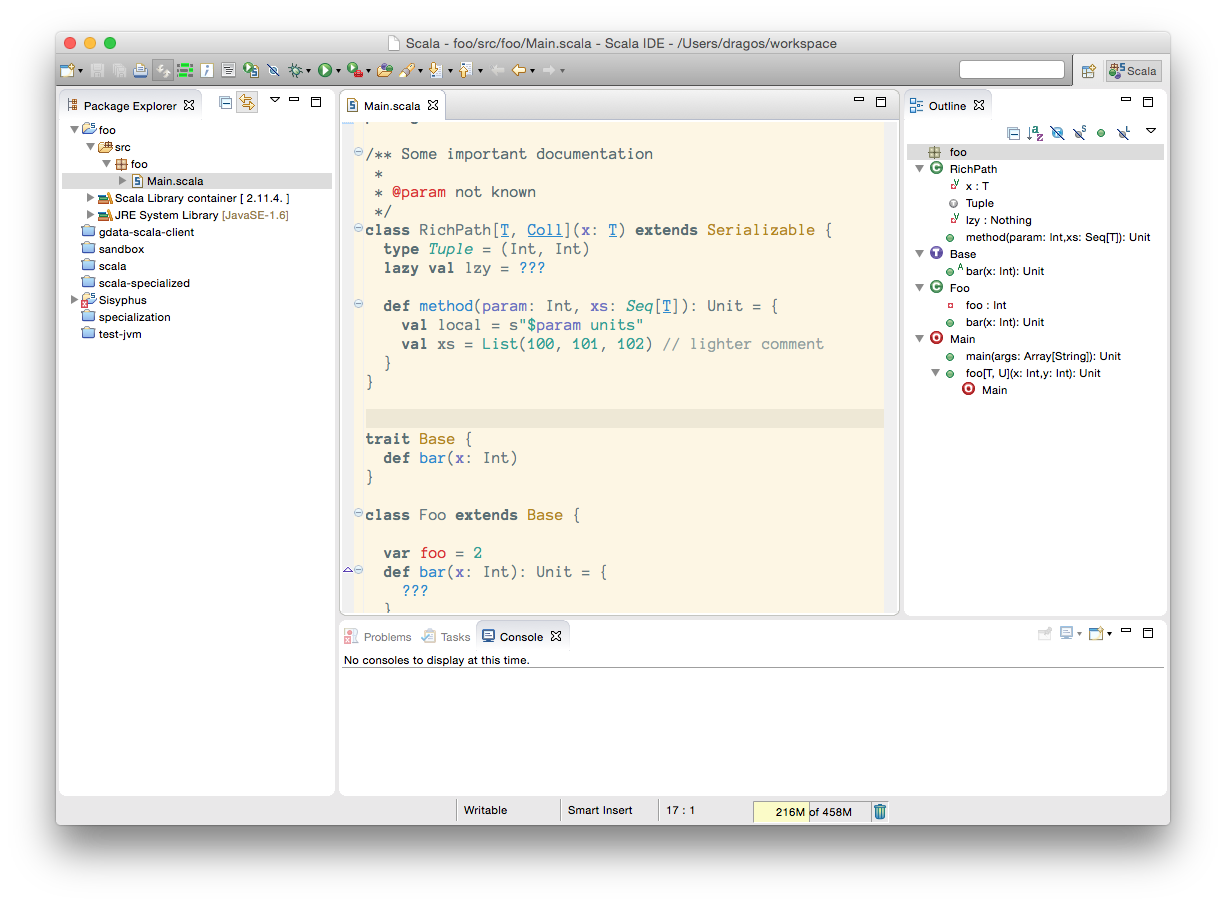 Scala - foo/src/foo/Main.scala - Scala IDE - /Users/dragos/workspace
Scala
Package Explorer
foo
src
foo
Main.scala
Scala Library container [ 2.11.4. ]
JRE System Library [JavaSE-1.6]
gdata-scala-client
sandbox
scala
scala-specialized
Sisyphus
specialization
test-jvm
Main.scala
/** Some important documentation
 *
 * @param not known
 */
class RichPath[T, Coll](x: T) extends Serializable {
  type Tuple = (Int, Int)
  lazy val lzy = ???
  def method(param: Int, xs: Seq[T]): Unit = {
    val local = s"$param units"
    val xs = List(100, 101, 102) // lighter comment
  }
}
trait Base {
  def bar(x: Int)
}
class Foo extends Base {
  var foo = 2
  def bar(x: Int): Unit = {
    ???
  }
Outline
foo
RichPath
x : T
Tuple
lzy : Nothing
method(param: Int,xs: Seq[T]): Unit
Base
bar(x: Int): Unit
Foo
foo : Int
bar(x: Int): Unit
Main
main(args: Array[String]): Unit
foo[T, U](x: Int,y: Int): Unit
Main
Problems Tasks Console
No consoles to display at this time.
Writable Smart Insert 17 : 1 216M of 458M